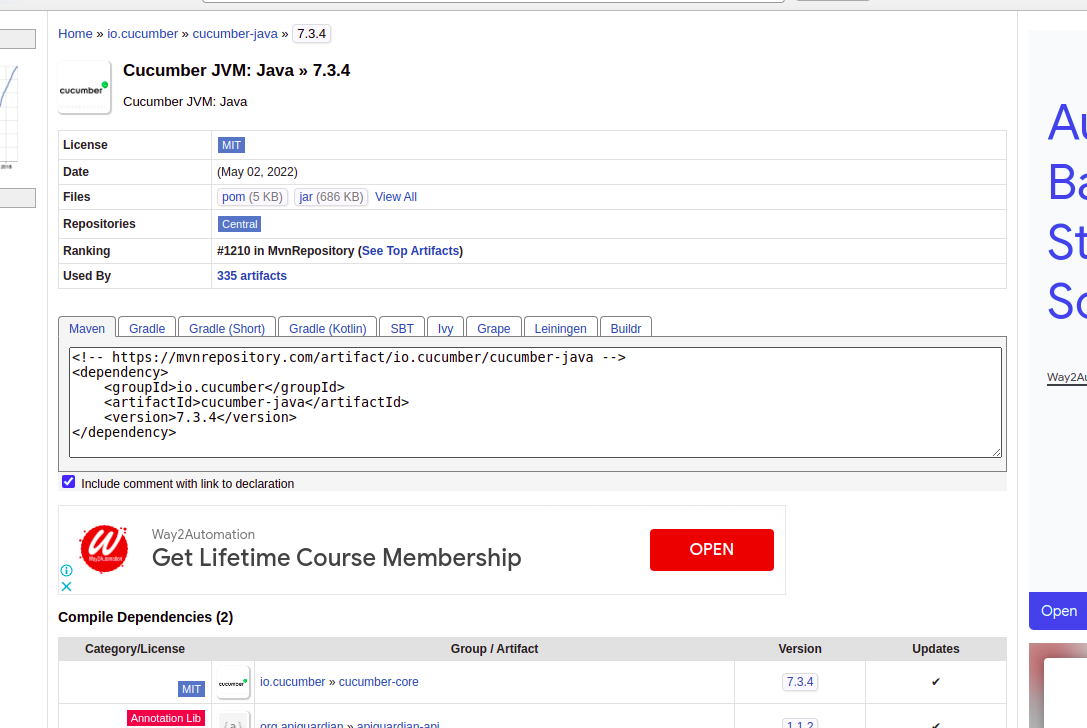 Home » io.cucumber » cucumber-java » 7.3.4
cucumber
Cucumber JVM: Java » 7.3.4
Cucumber JVM: Java
License MIT
Date (May 02, 2022)
Files pom (5 KB) jar (686 KB) View All
Repositories Central
Ranking #1210 in MvnRepository (See Top Artifacts)
Used By 335 artifacts
Maven Gradle Gradle (Short) Gradle (Kotlin) SBT Ivy Grape Leiningen Buildr
<!-- https://mvnrepository.com/artifact/io.cucumber/cucumber-java -->
<dependency>
    <groupId>io.cucumber</groupId>
    <artifactId>cucumber-java</artifactId>
    <version>7.3.4</version>
</dependency>
Include comment with link to declaration
Way2Automation
Get Lifetime Course Membership
OPEN
Compile Dependencies (2)
Category/License Group / Artifact Version Updates
MIT cucumber io.cucumber » cucumber-core 7.3.4 ✔
Annotation Lib {a} org.apiguardian » apiguardian-api 1.1.2 ✔
Au
Ba
St
So
Way2Au
Open